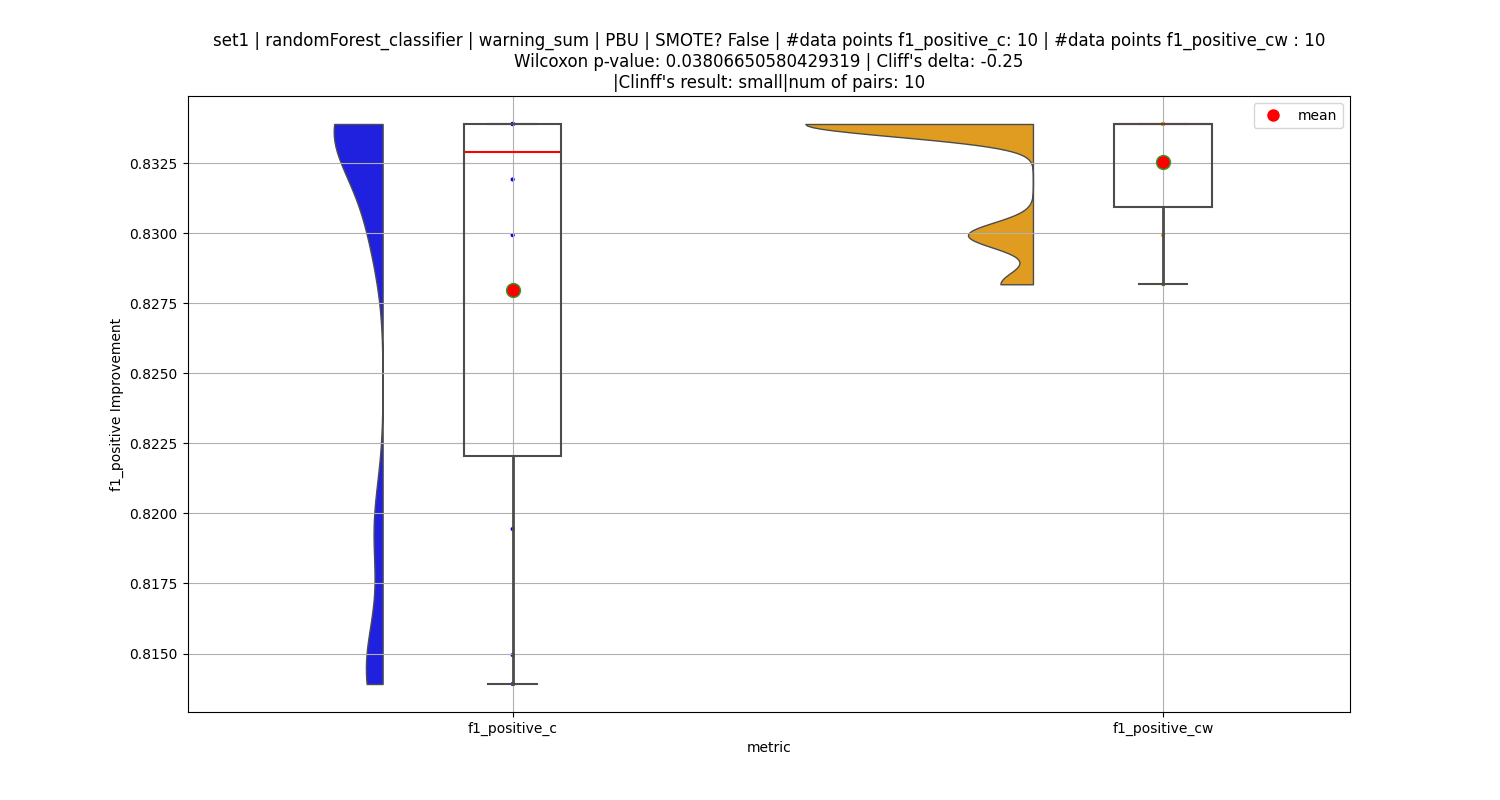 set1 | randomForest_classifier | warning_sum | PBU | SMOTE? False | #data points f1_positive_c: 10 | #data points f1_positive_cw : 10
Wilcoxon p-value: 0.03806650580429319 | Cliff's delta: -0.25
|Clinff's result: small|num of pairs: 10
mean
f1_positive Improvement
0.8325
0.8300
0.8275
0.8250
0.8225
0.8200
0.8175
0.8150
f1_positive_c
f1_positive_cw
metric